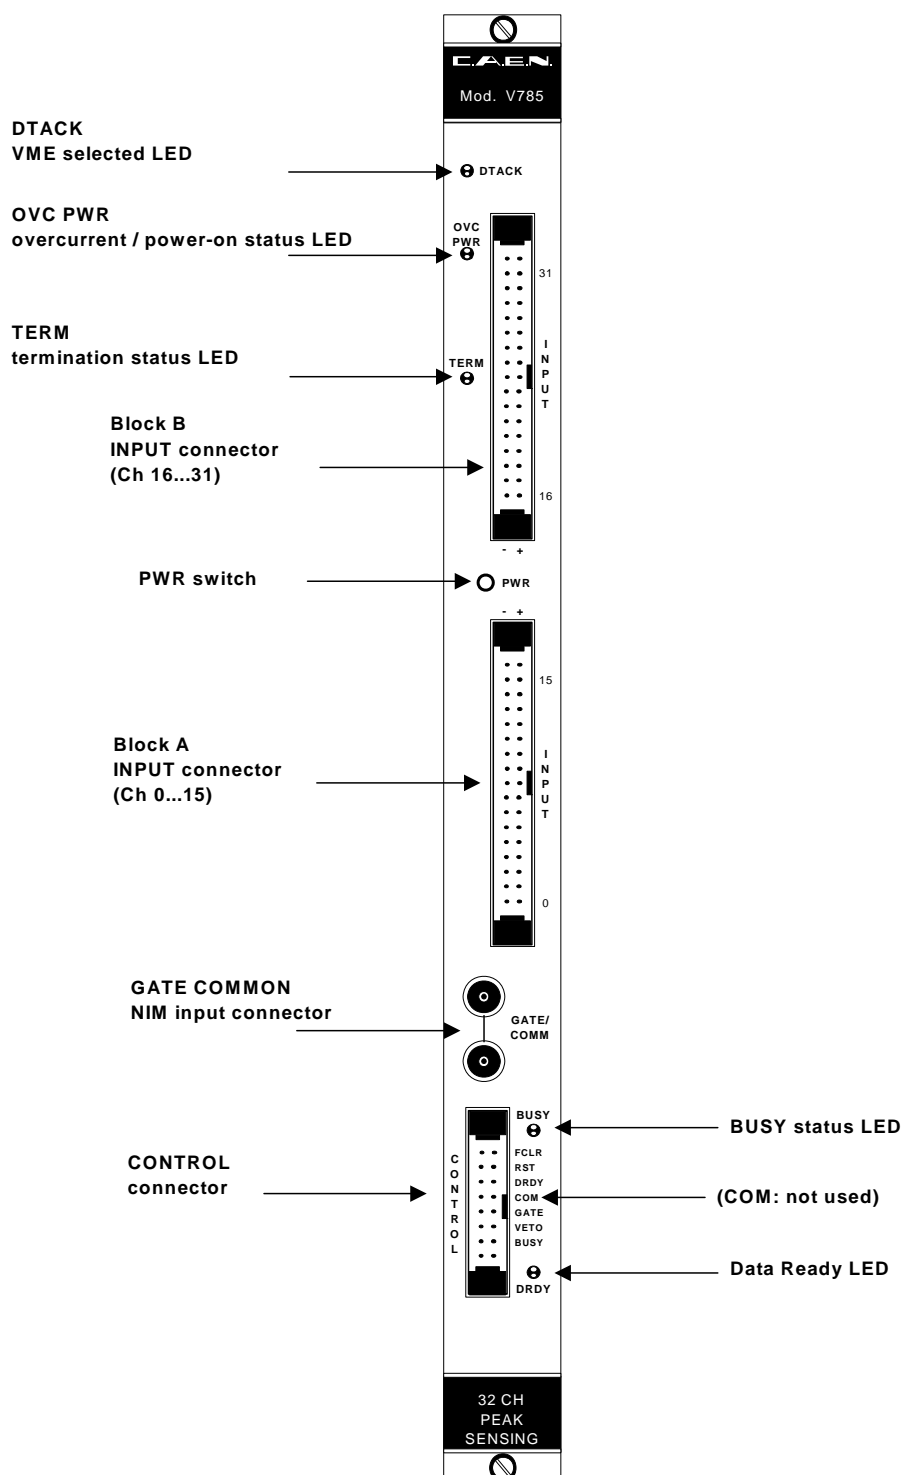 C.A.E.N.
Mod. V785
DTACK
VME selected LED
DTACK
OVC PWR
overcurrent / power-on status LED
OVC
PWR
31
TERM
termination status LED
TERM
INPUT
Block B
INPUT connector
(Ch 16...31)
16
- +
PWR switch
PWR
- +
15
Block A
INPUT connector
(Ch 0...15)
INPUT
0
GATE COMMON
NIM input connector
GATE/
COMM
BUSY
BUSY status LED
CONTROL
connector
CONTROL
FCLR
RST
DRDY
COM
GATE
VETO
BUSY
(COM: not used)
Data Ready LED
DRDY
32 CH
PEAK
SENSING